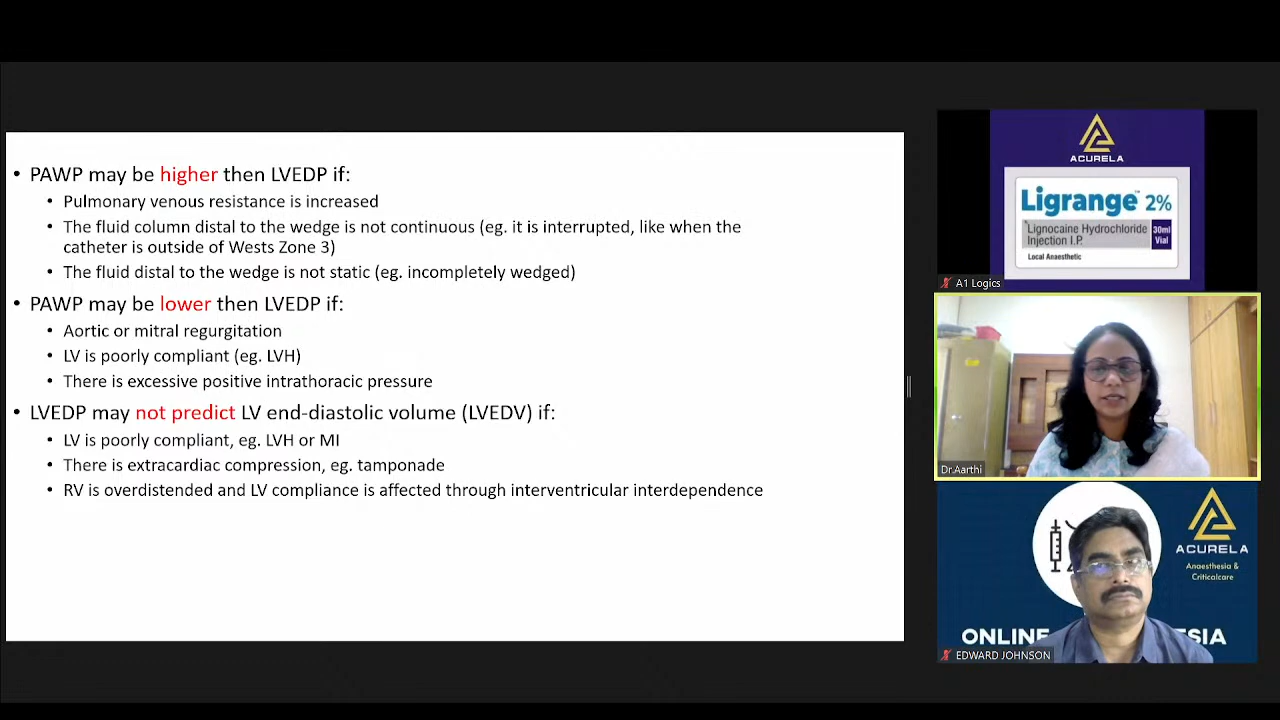 • PAWP may be higher then LVEDP if:
• Pulmonary venous resistance is increased
• The fluid column distal to the wedge is not continuous (eg. it is interrupted, like when the
catheter is outside of Wests Zone 3)
• The fluid distal to the wedge is not static (eg. incompletely wedged)
• PAWP may be lower then LVEDP if:
• Aortic or mitral regurgitation
• LV is poorly compliant (eg. LVH)
• There is excessive positive intrathoracic pressure
• LVEDP may not predict LV end-diastolic volume (LVEDV) if:
• LV is poorly compliant, eg. LVH or MI
• There is extracardiac compression, eg. tamponade
• RV is overdistended and LV compliance is affected through interventricular interdependence
ACURELA
Ligrange™ 2%
*Lignocaine Hydrochloride
Injection I.P.
30ml
Vial
Local Anaesthetic
A1 Logics
Dr.Aarthi
ACURELA
Anaesthesia &
Criticalcare
ONLINE
SIA
EDWARD JOHNSON